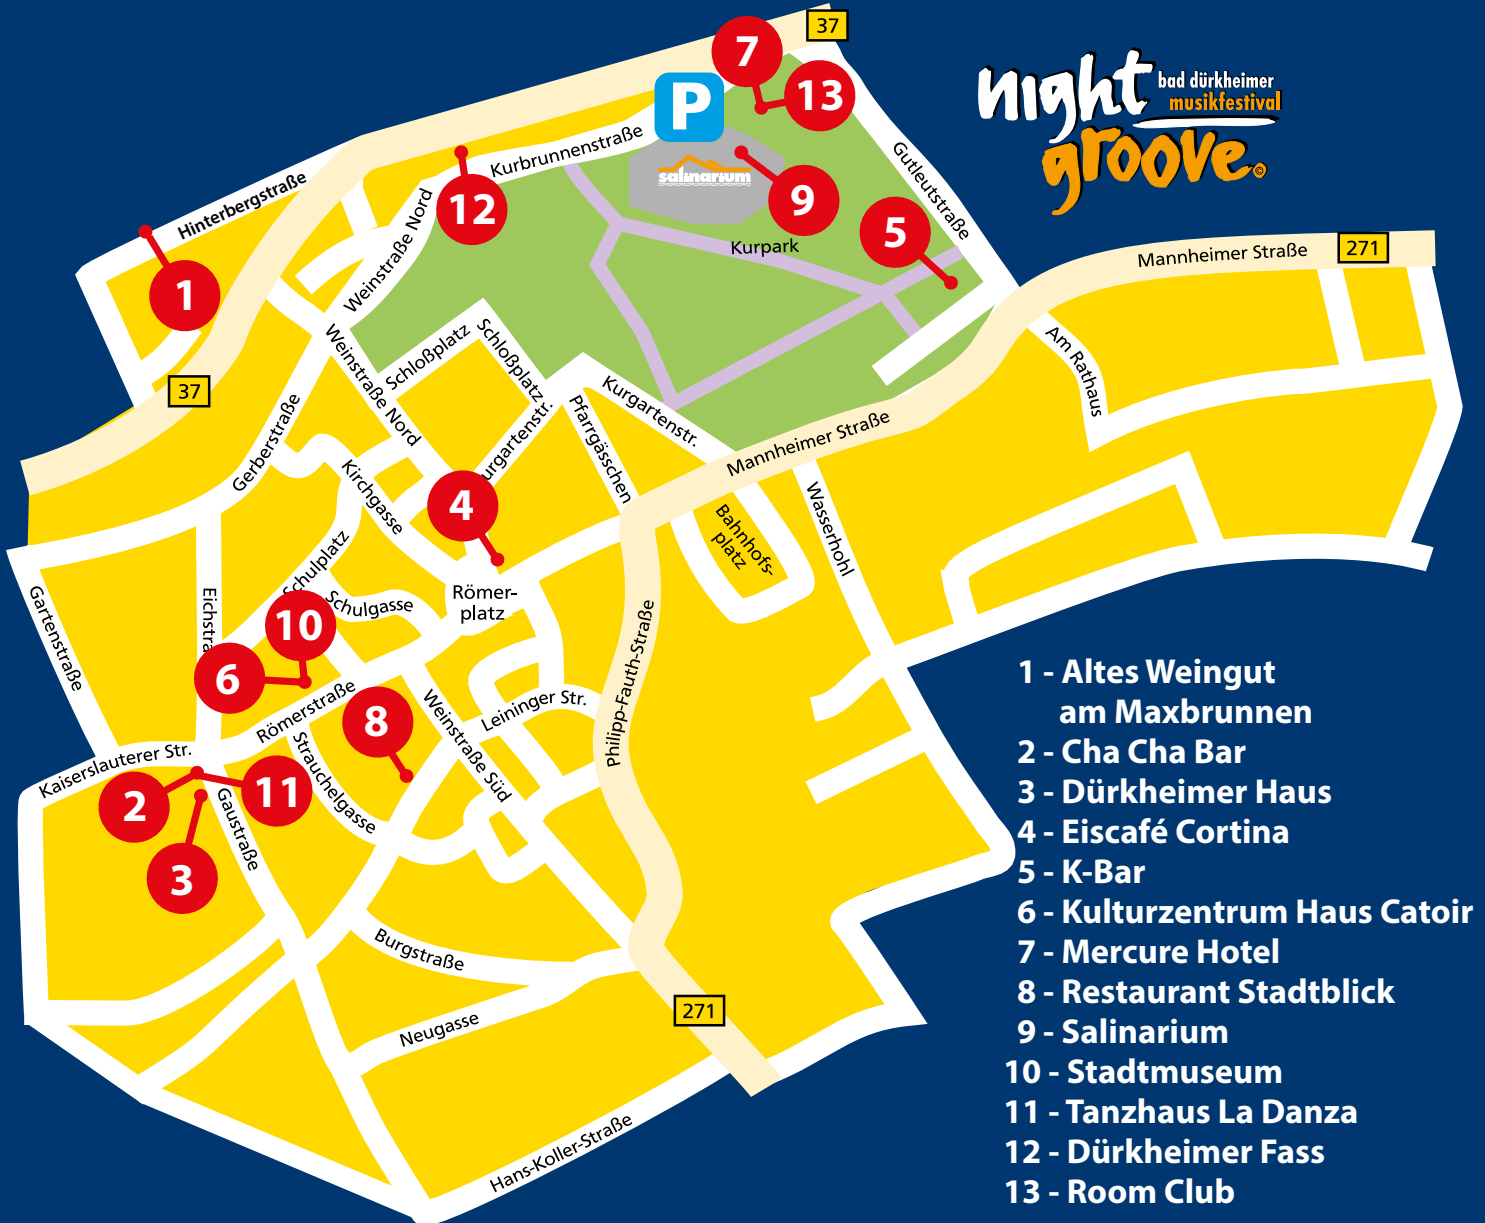 37
7
13
P
night
bad dürkheimer
musikfestival
groove.
Kurbrunnenstraße
salinarium
Gutleutstraße
Hinterbergstraße
12
9
5
Weinstraße Nord
Kurpark
Mannheimer Straße
271
1
Weinstraße Nord
Schloßplatz
Schloßplatz
Am Rathaus
37
Kurgartenstr.
Gerberstraße
Pfarrgässchen
Mannheimer Straße
urgartenstr.
Kirchgasse
4
Wasserhohl
Bahnhofs-
platz
Schulplatz
Gartenstraße
Eichstra
Schulgasse
Römer-
platz
10
6
Philipp-Fauth-Straße
Römerstraße
8
Weinstraße Süd
Leininger Str.
Kaiserslauterer Str.
Strauchelgasse
2
11
Gaustraße
3
Burgstraße
Neugasse
271
Hans-Koller-Straße
1 - Altes Weingut
am Maxbrunnen
2 - Cha Cha Bar
3 - Dürkheimer Haus
4 - Eiscafé Cortina
5 - K-Bar
6 - Kulturzentrum Haus Catoir
7 - Mercure Hotel
8 - Restaurant Stadtblick
9 - Salinarium
10 - Stadtmuseum
11 - Tanzhaus La Danza
12 - Dürkheimer Fass
13 - Room Club